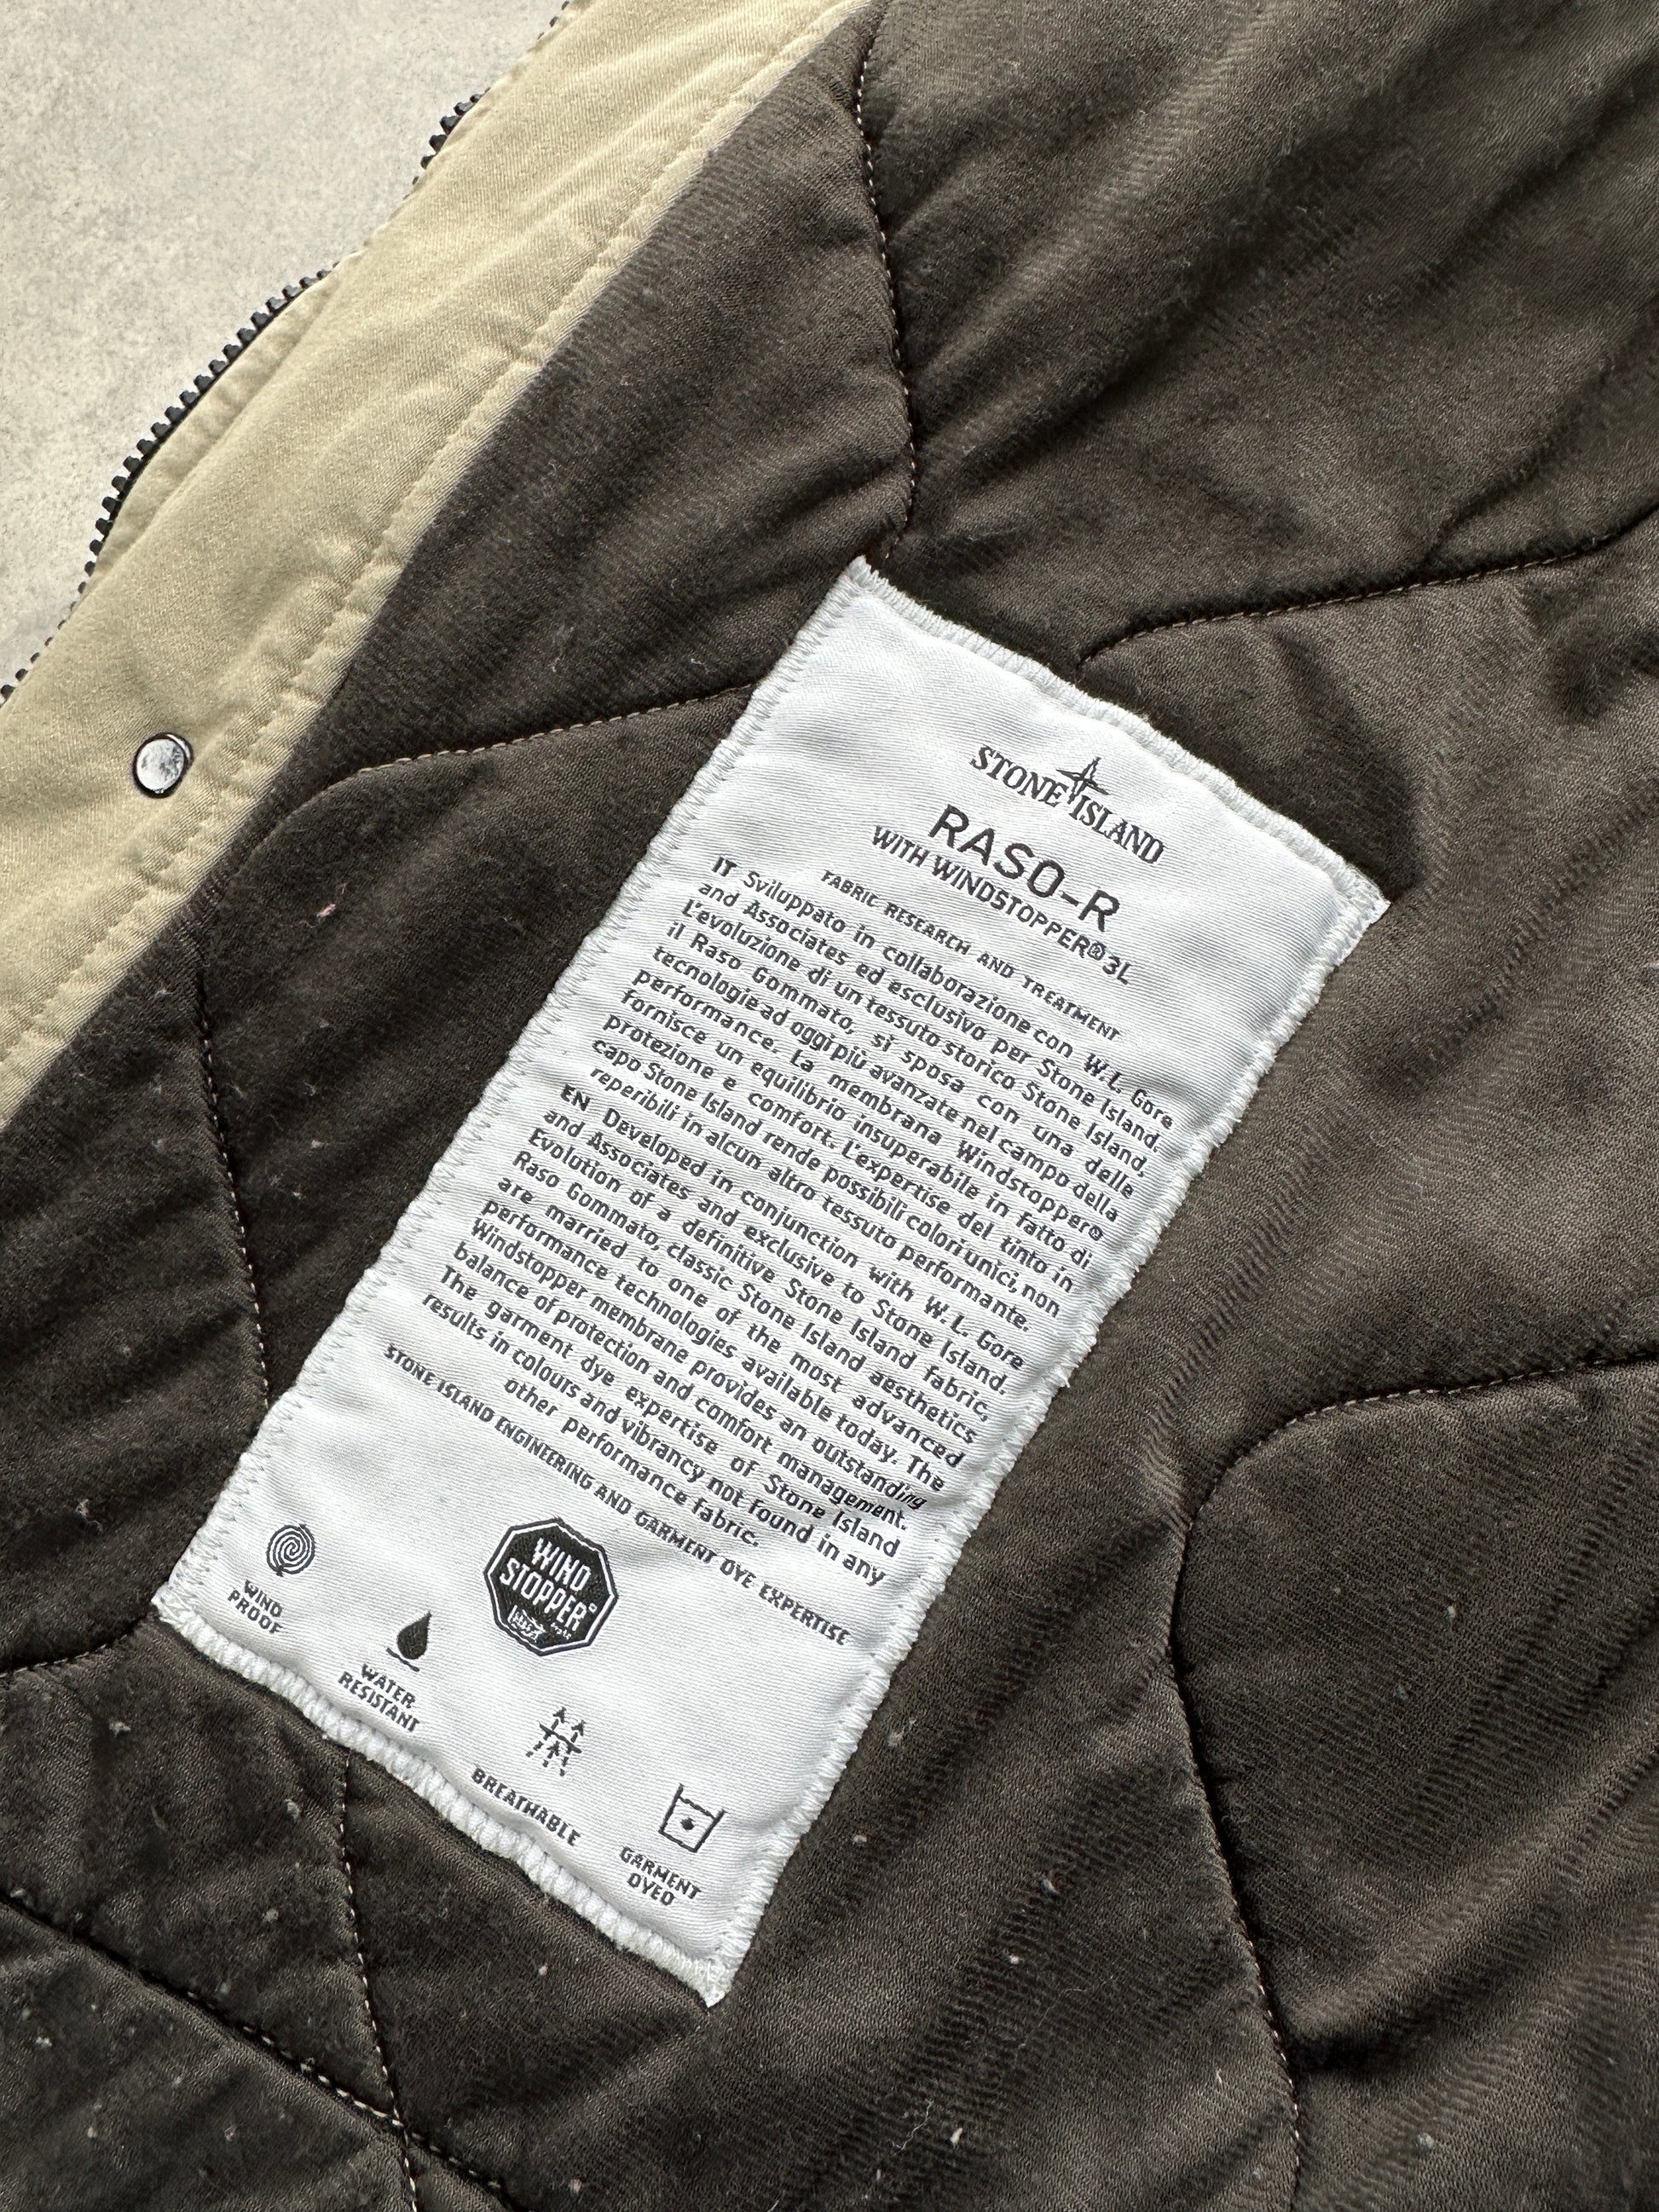 STONE ISLAND
RASO-R
WITH WINDSTOPPER® 3L
FABRIC RESEARCH AND TREATMENT
IT Sviluppato in collaborazione con W.L. Gore
and Associates ed esclusivo per Stone Island.
L'evoluzione di un tessuto storico Stone Island,
il Raso Gommato, si sposa con una delle
tecnologie ad oggi più avanzate nel campo della
performance. La membrana Windstopper®
fornisce un equilibrio insuperabile in fatto di
protezione e comfort. L'expertise del tinto in
capo Stone Island rende possibili colori unici, non
reperibili in alcun altro tessuto performante.
EN Developed in conjunction with W. L. Gore
and Associates and exclusive to Stone Island.
Evolution of a definitive Stone Island fabric,
Raso Gommato, classic Stone Island aesthetics
are married to one of the most advanced
performance technologies available today. The
Windstopper membrane provides an outstanding
balance of protection and comfort management.
The garment dye expertise of Stone Island
results in colours and vibrancy not found in any
other performance fabric.
STONE ISLAND ENGINEERING AND GARMENT DYE EXPERTISE
WIND
STOPPER®
WIND
PROOF
WATER
RESISTANT
BREATHABLE
GARMENT
DYED